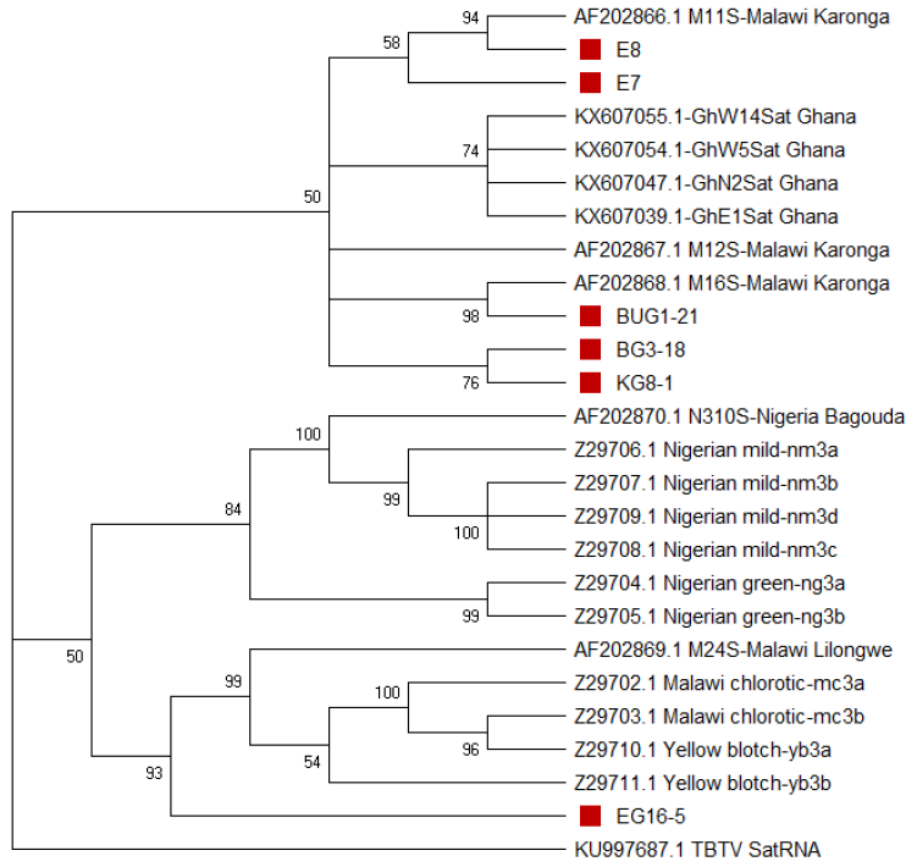 94
AF202866.1 M11S-Malawi Karonga
58
E8
E7
KX607055.1-GhW14Sat Ghana
74
KX607054.1-GhW5Sat Ghana
50
KX607047.1-GhN2Sat Ghana
KX607039.1-GhE1Sat Ghana
AF202867.1 M12S-Malawi Karonga
AF202868.1 M16S-Malawi Karonga
98
BUG1-21
BG3-18
76
KG8-1
100
AF202870.1 N310S-Nigeria Bagouda
Z29706.1 Nigerian mild-nm3a
99
Z29707.1 Nigerian mild-nm3b
84
Z29709.1 Nigerian mild-nm3d
100
Z29708.1 Nigerian mild-nm3c
Z29704.1 Nigerian green-ng3a
99
Z29705.1 Nigerian green-ng3b
50
AF202869.1 M24S-Malawi Lilongwe
99
100
Z29702.1 Malawi chlorotic-mc3a
Z29703.1 Malawi chlorotic-mc3b
96
Z29710.1 Yellow blotch-yb3a
54
93
Z29711.1 Yellow blotch-yb3b
EG16-5
KU997687.1 TBTV SatRNA